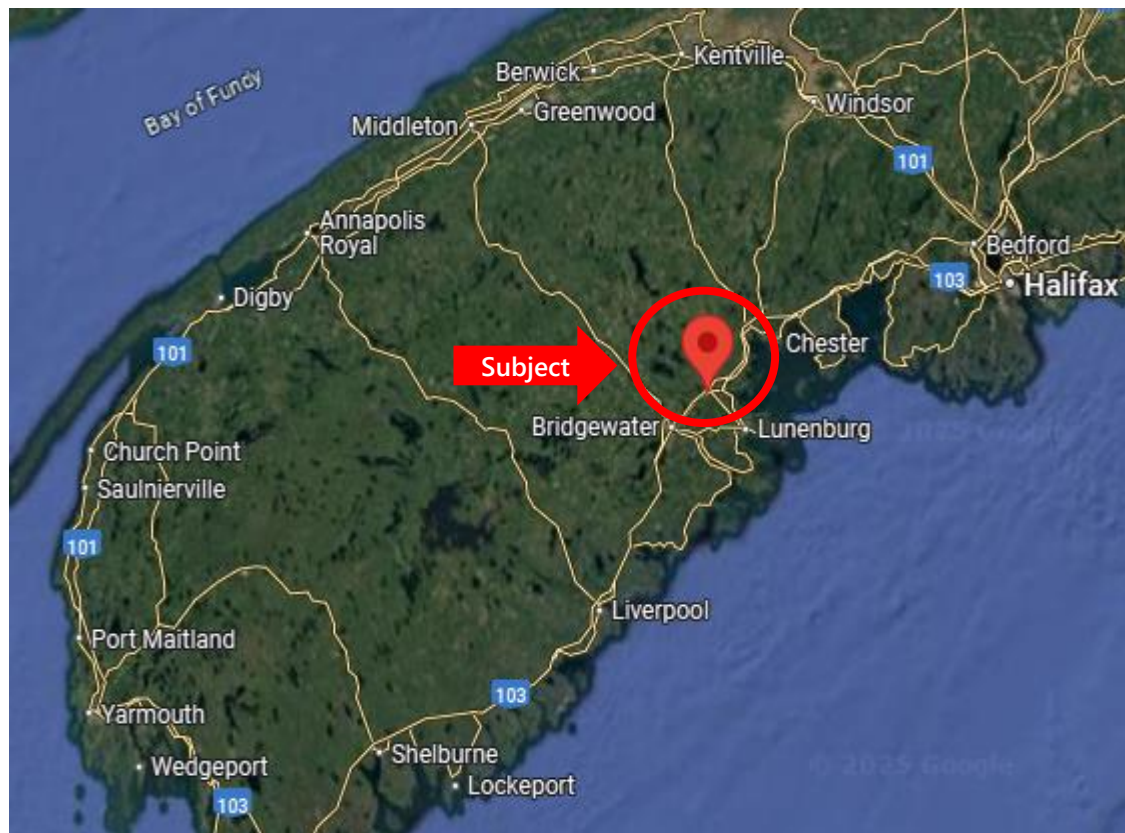 Kentville
Berwick
Bay of Fundy
Greenwood
Windsor
Middleton
101
Annapolis
Royal
Bedford
103
Halifax
Digby
101
Chester
Subject
Bridgewater
Lunenburg
Church Point
Saulnierville
101
Liverpool
Port Maitland
103
Yarmouth
Shelburne
Wedgeport
Lockeport
103